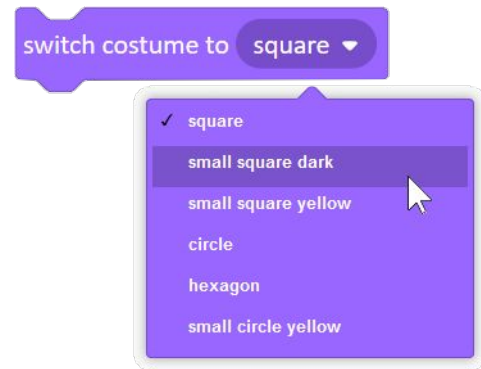 switch costume to square
✓ square
small square dark
small square yellow
circle
hexagon
small circle yellow